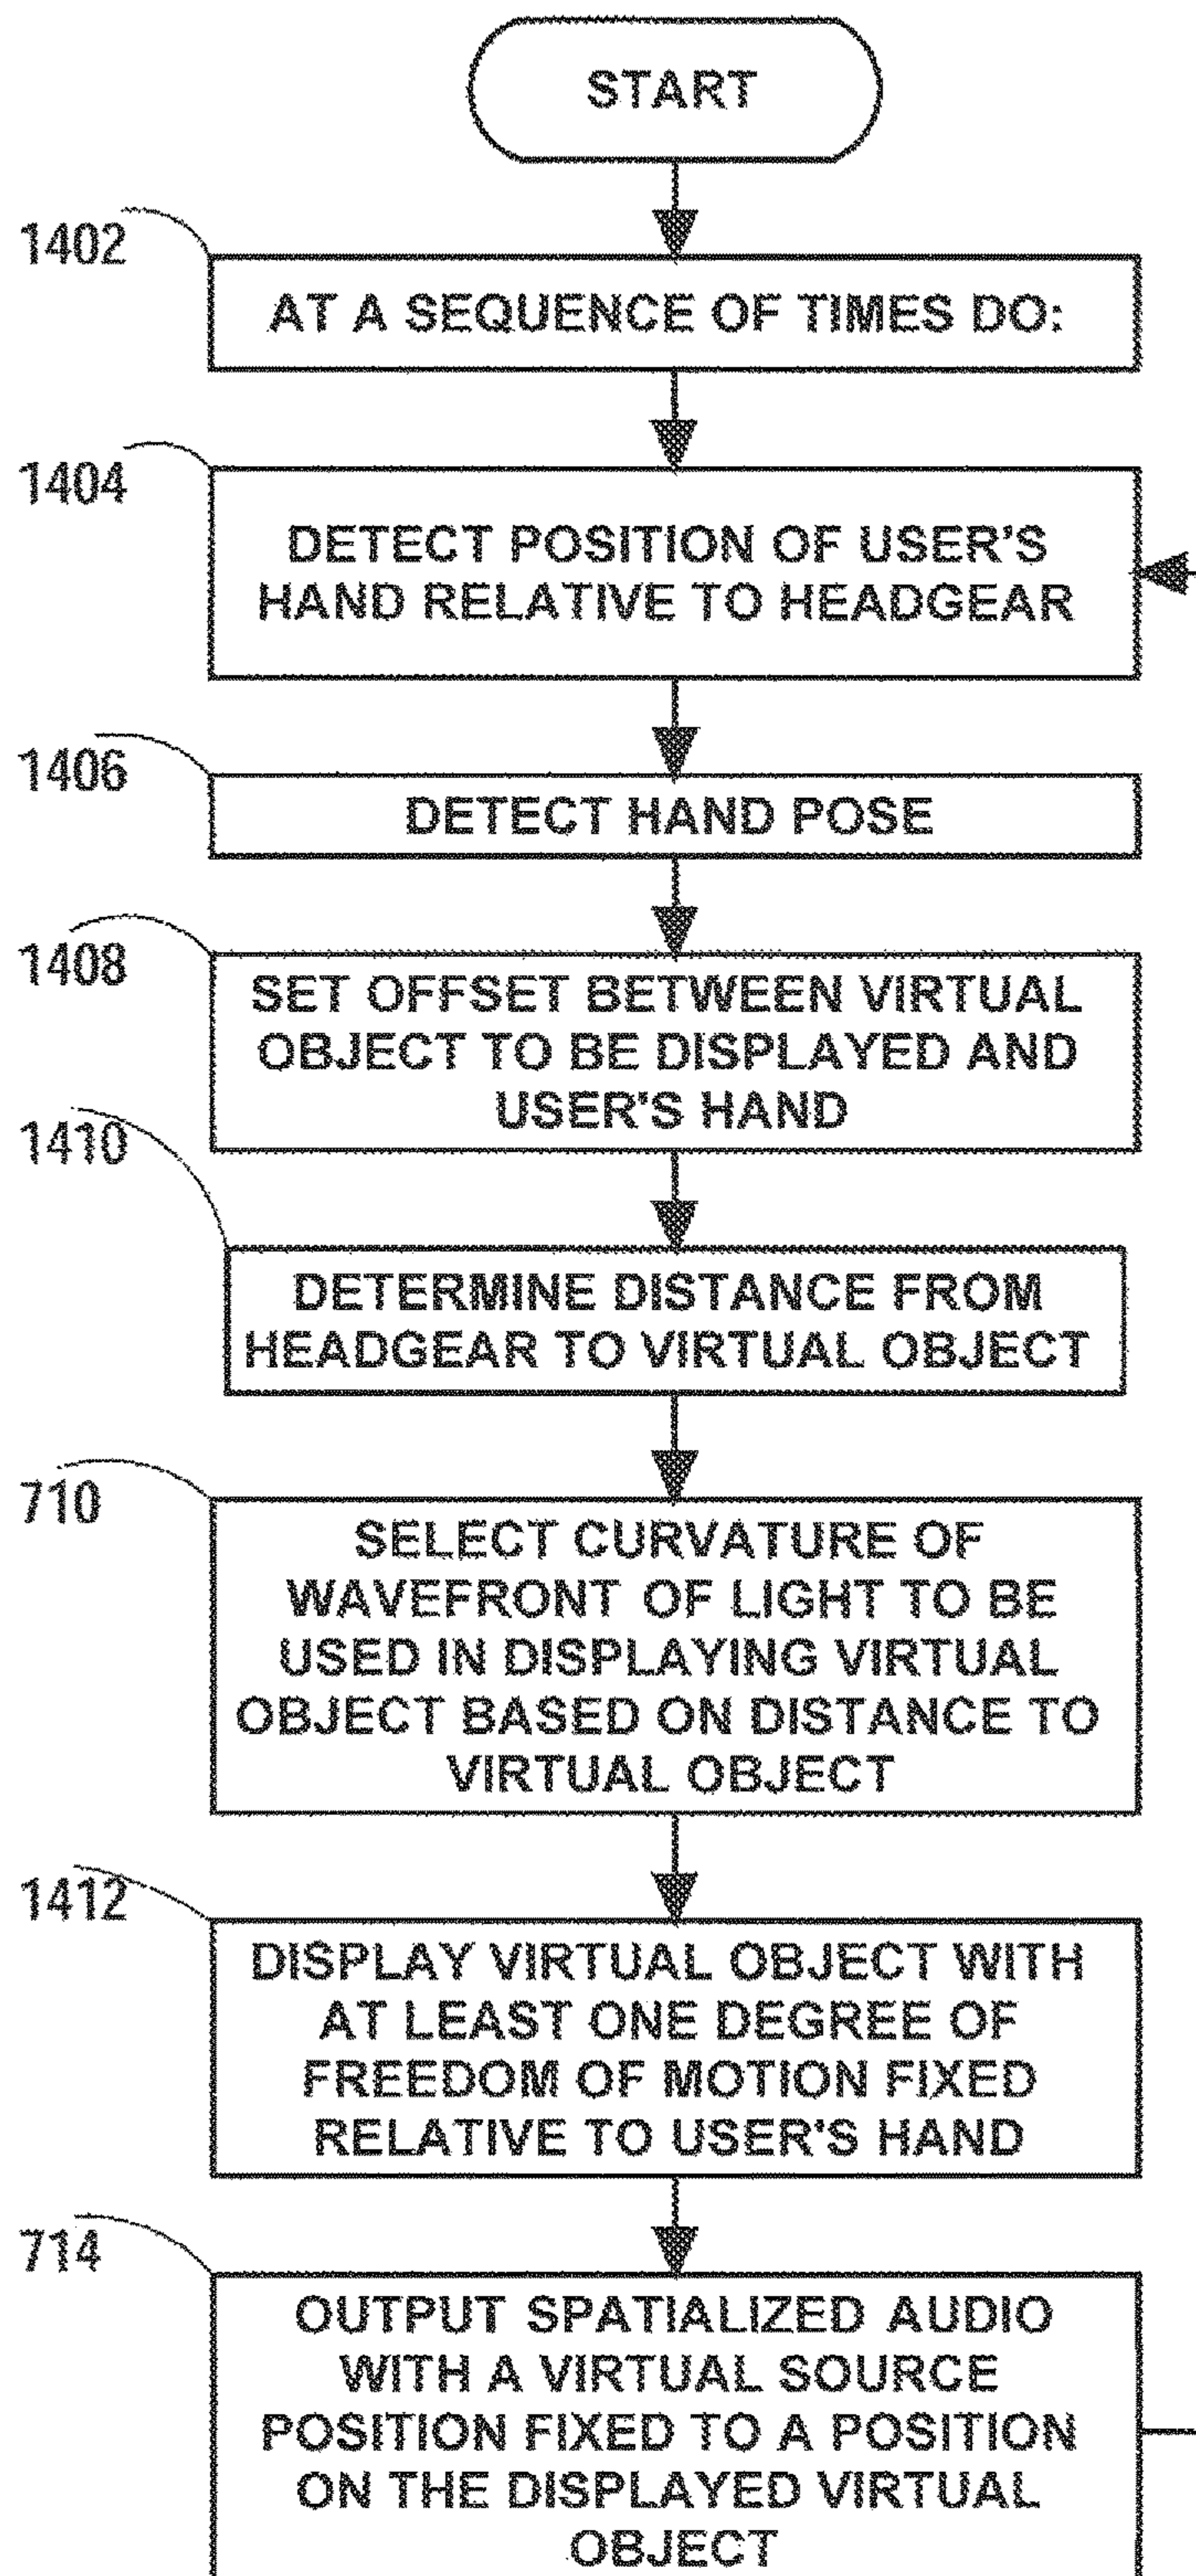 START
1402
AT A SEQUENCE OF TIMES DO:
1404
DETECT POSITION OF USER'S
HAND RELATIVE TO HEADGEAR
1406
DETECT HAND POSE
1408
SET OFFSET BETWEEN VIRTUAL
OBJECT TO BE DISPLAYED AND
USER'S HAND
1410
DETERMINE DISTANCE FROM
HEADGEAR TO VIRTUAL OBJECT
710
SELECT CURVATURE OF
WAVEFRONT OF LIGHT TO BE
USED IN DISPLAYING VIRTUAL
OBJECT BASED ON DISTANCE TO
VIRTUAL OBJECT
1412
DISPLAY VIRTUAL OBJECT WITH
AT LEAST ONE DEGREE OF
FREEDOM OF MOTION FIXED
RELATIVE TO USER'S HAND
714
OUTPUT SPATIALIZED AUDIO
WITH A VIRTUAL SOURCE
POSITION FIXED TO A POSITION
ON THE DISPLAYED VIRTUAL
OBJECT